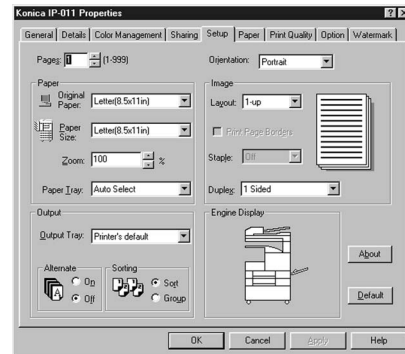 Konica IP-011 Properties
General Details Color Management Sharing Setup Paper Print Quality Option Watermark
Pages: 1 (1-999)
Orientation: Portrait
Paper
Original Paper: Letter(8.5x11in)
Paper Size: Letter(8.5x11in)
Zoom: 100 %
Paper Tray: Auto Select
Image
Layout: 1-up
Print Page Borders
Staple: Off
Duplex: 1 Sided
Output
Output Tray: Printer's default
Alternate
On
Off
A
Sorting
Sort
Group
Engine Display
About
Default
OK Cancel Apply Help